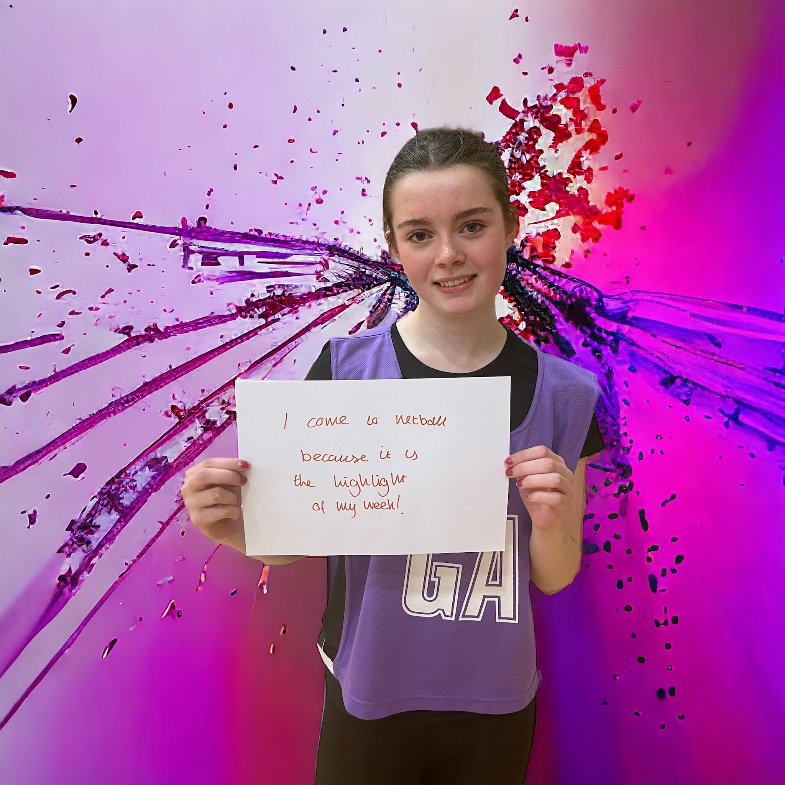 I come to netball
because it is
the highlight
of my week!
GA